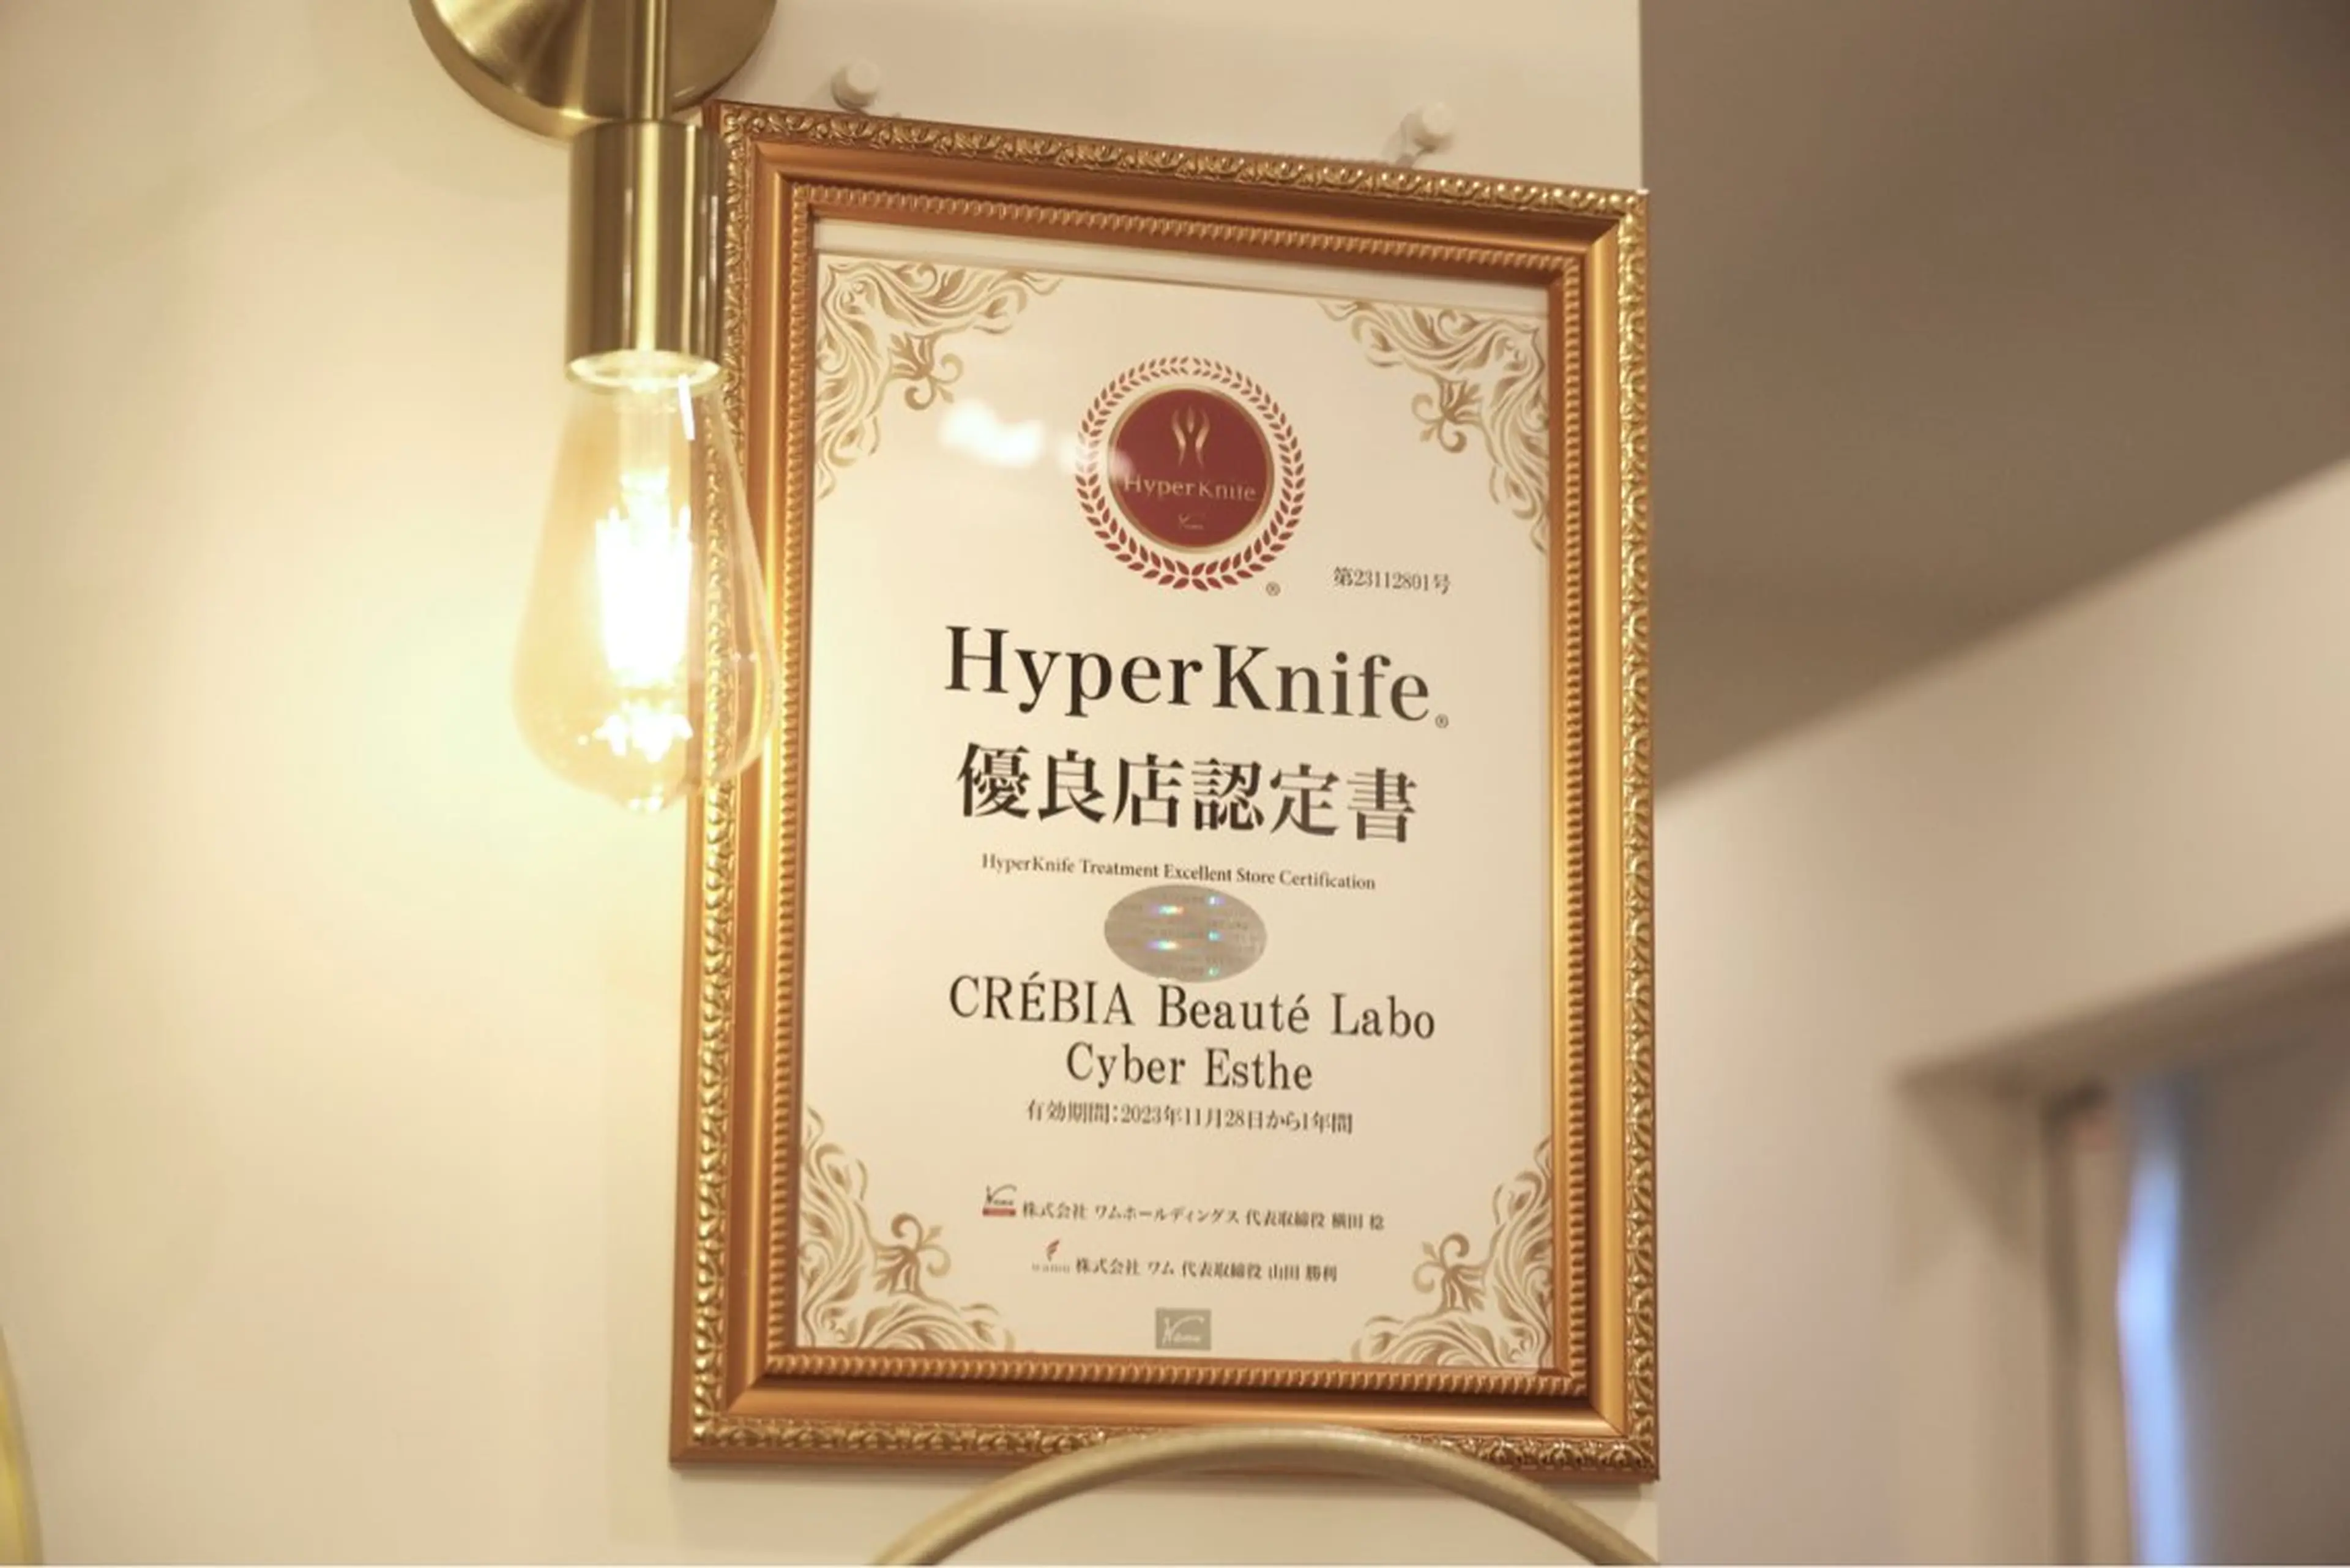 HyperKnife
®
第23112801号
HyperKnife®
優良店認定書
HyperKnife Treatment Excellent Store Certification
CRÉBIA Beauté Labo
Cyber Esthe
有効期間:2023年11月28日から1年間
株式会社 ワムホールディングス 代表取締役 横田 稔
wamu 株式会社 ワム 代表取締役 山田 勝利